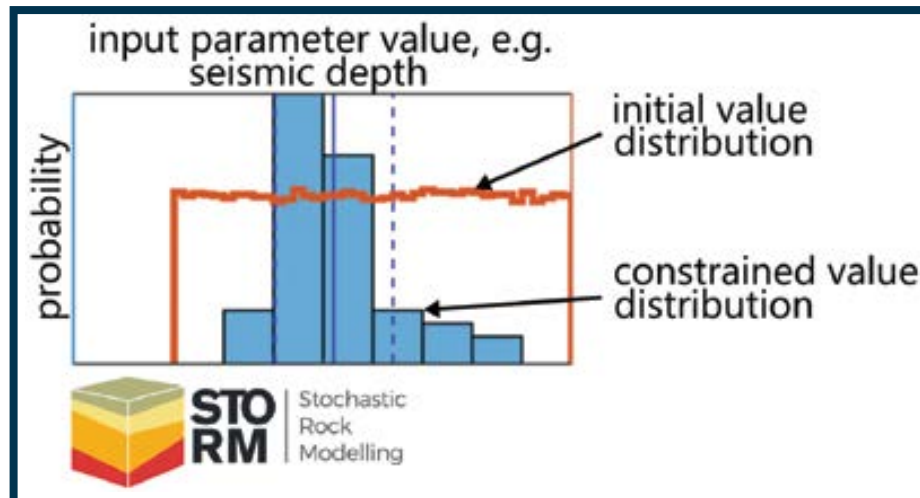 input parameter value, e.g.
seismic depth
probability
initial value
distribution
constrained value
distribution
STO
RM
Stochastic
Rock
Modelling